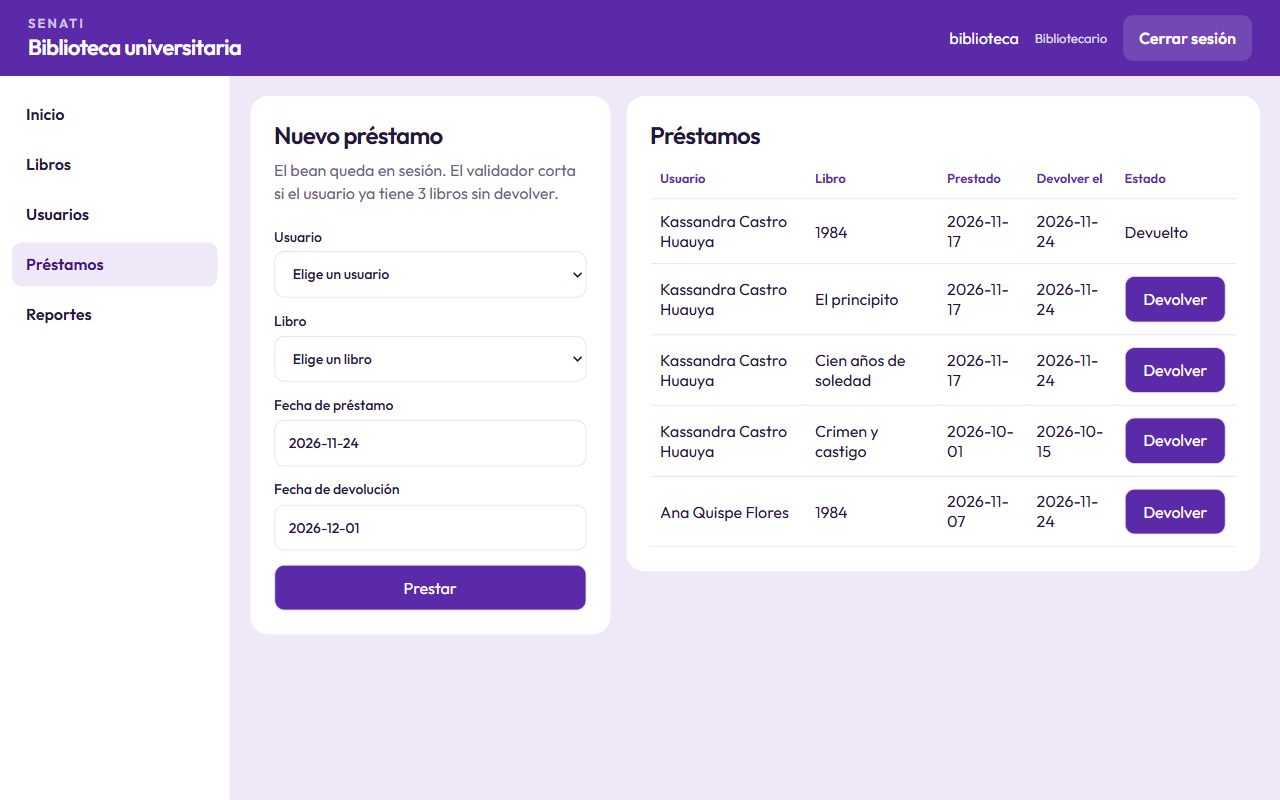 SENATI
Biblioteca universitaria
biblioteca Bibliotecario Cerrar sesión
Inicio
Libros
Usuarios
Préstamos
Reportes
Nuevo préstamo
El bean queda en sesión. El validador corta
si el usuario ya tiene 3 libros sin devolver.
Usuario
Elige un usuario
Libro
Elige un libro
Fecha de préstamo
2026-11-24
Fecha de devolución
2026-12-01
Prestar
Préstamos
Usuario Libro Prestado Devolver el Estado
Kassandra Castro 1984 2026-11- 2026-11- Devuelto
Huauya 17 24
Kassandra Castro El principito 2026-11- 2026-11- Devolver
Huauya 17 24
Kassandra Castro Cien años de 2026-11- 2026-11- Devolver
Huauya soledad 17 24
Kassandra Castro Crimen y 2026-10- 2026-10- Devolver
Huauya castigo 01 15
Ana Quispe Flores 1984 2026-11- 2026-11- Devolver
07 24